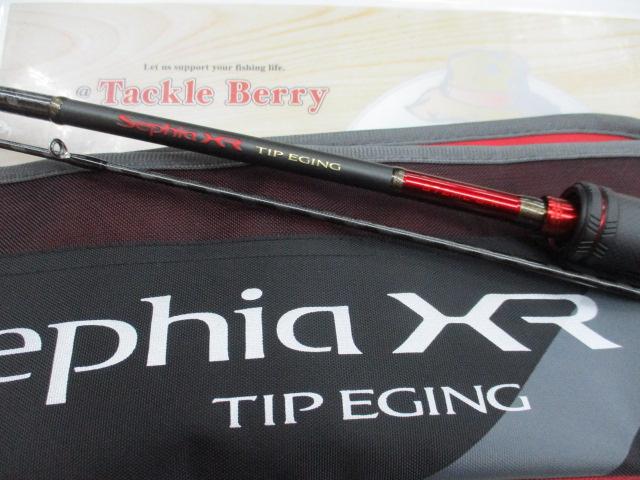 Let us support your fishing life.
@ Tackle Berry
Sephia XR TIP EGING
ephia XR
TIP EGING